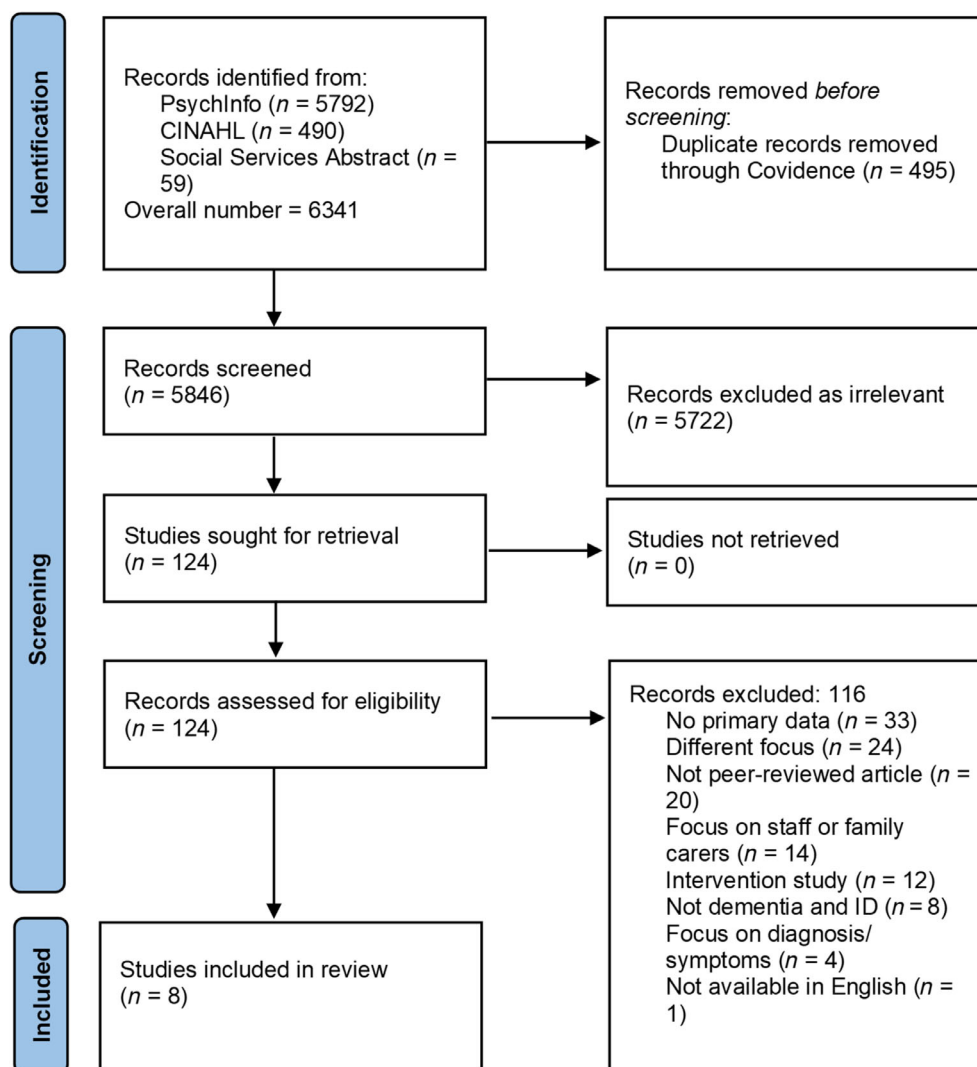 Identification
Records identified from:
PsychInfo (n = 5792)
CINAHL (n = 490)
Social Services Abstract (n =
59)
Overall number = 6341
Records removed before
screening:
Duplicate records removed
through Covidence (n = 495)
Screening
Records screened
(n = 5846)
Records excluded as irrelevant
(n = 5722)
Studies sought for retrieval
(n = 124)
Studies not retrieved
(n = 0)
Records assessed for eligibility
(n = 124)
Records excluded: 116
No primary data (n = 33)
Different focus (n = 24)
Not peer-reviewed article (n =
20)
Focus on staff or family
carers (n = 14)
Intervention study (n = 12)
Not dementia and ID (n = 8)
Focus on diagnosis/
symptoms (n = 4)
Not available in English (n =
1)
Included
Studies included in review
(n = 8)